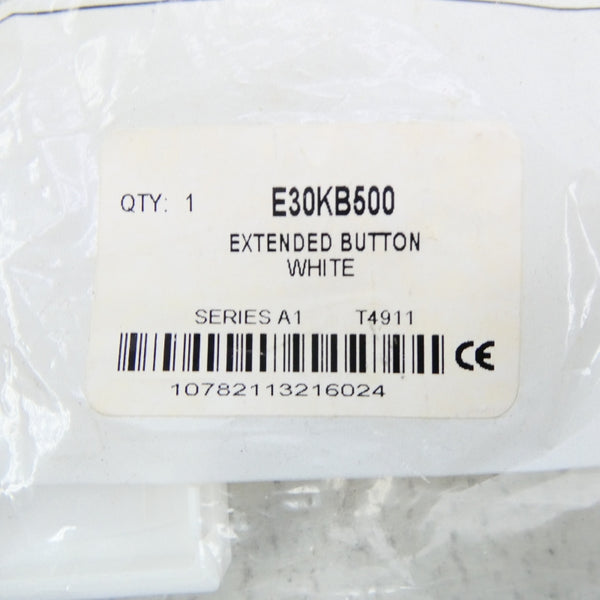 QTY: 1 E30KB500
EXTENDED BUTTON
WHITE
SERIES A1 T4911
CE
10782113216024